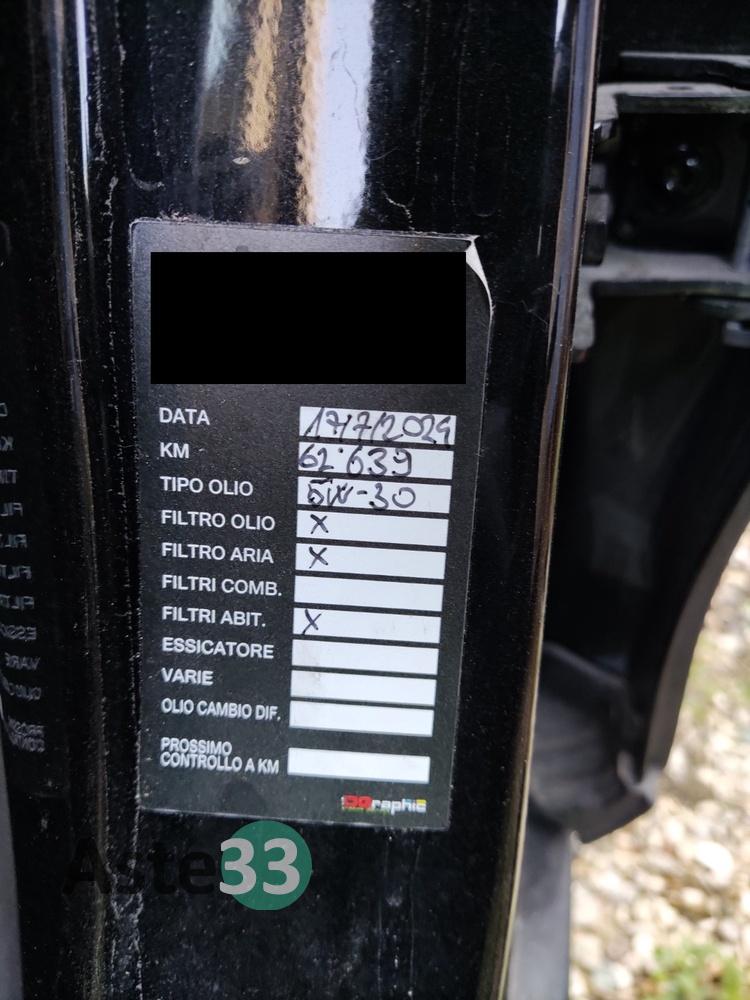 DATA 17/7/2024
KM 62'639
TIPO OLIO 5W-30
FILTRO OLIO X
FILTRO ARIA X
FILTRI COMB.
FILTRI ABIT. X
ESSICATORE
VARIE
OLIO CAMBIO DIF.
PROSSIMO
CONTROLLO A KM
Aste33